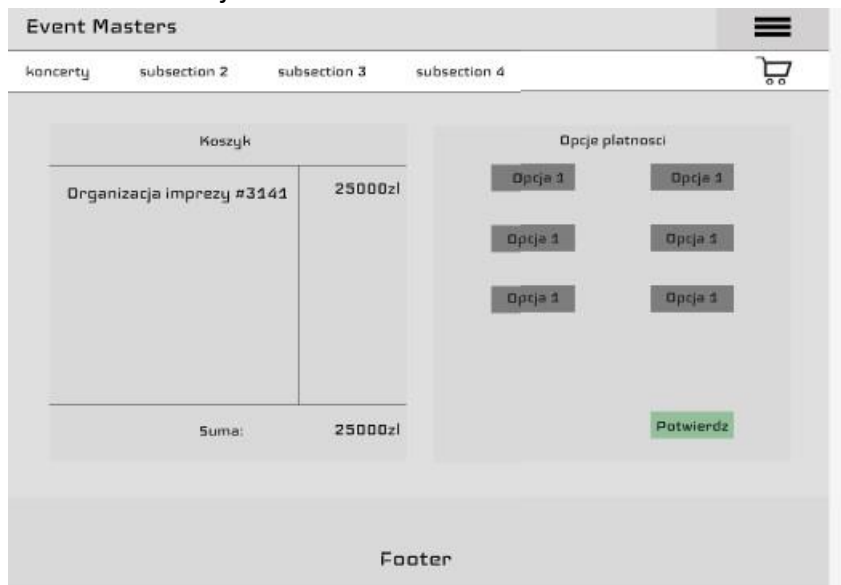 Event Masters
koncerty subsection 2 subsection 3 subsection 4
Koszyk
Organizacja imprezy #3141 25000zl
Suma: 25000zl
Opcje platnosci
Opcja 1 Opcja 1
Opcja 1 Opcja 1
Opcja 1 Opcja 1
Potwierdz
Footer